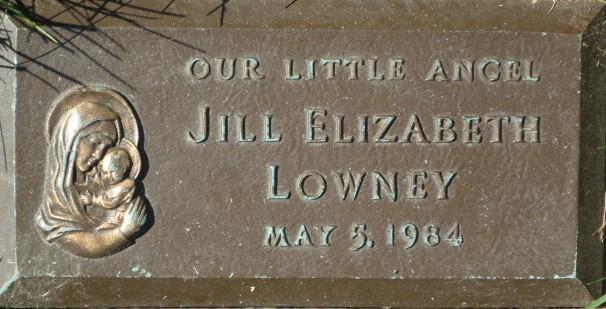 OUR LITTLE ANGEL
JILL ELIZABETH
LOWNEY
MAY 5, 1984